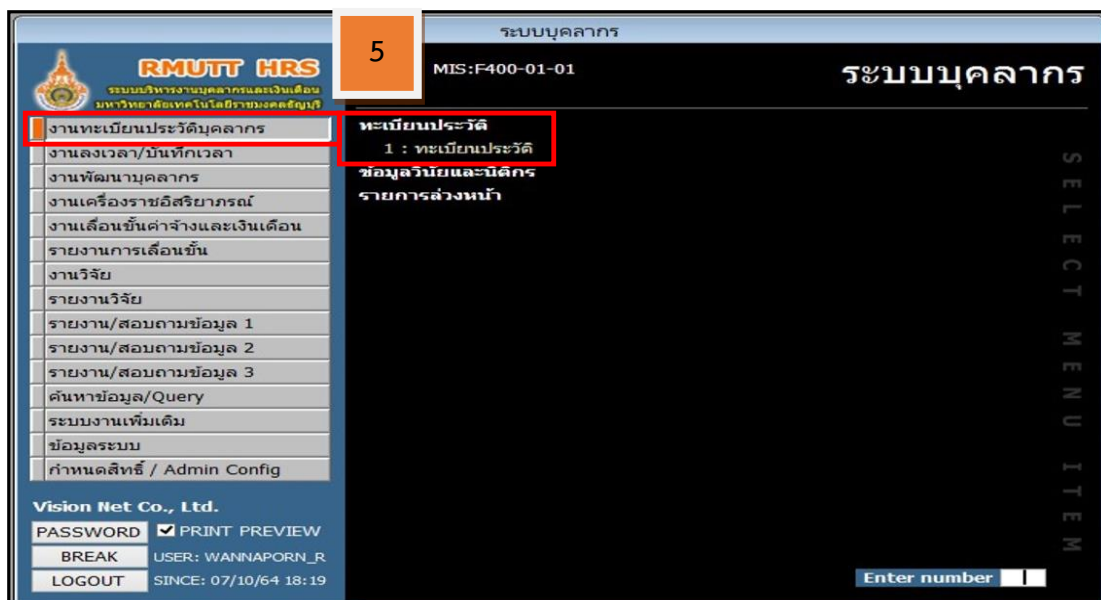 ระบบบุคลากร
5
RMUTT HRS
ระบบบริหารงานบุคลากรและเงินเดือน
มหาวิทยาลัยเทคโนโลยีราชมงคลธัญบุรี
MIS:F400-01-01
ระบบบุคลากร
งานทะเบียนประวัติบุคลากร
งานลงเวลา/บันทึกเวลา
งานพัฒนาบุคลากร
งานเครื่องราชอิสริยาภรณ์
งานเลื่อนขั้นค่าจ้างและเงินเดือน
รายงานการเลื่อนขั้น
งานวิจัย
รายงานวิจัย
รายงาน/สอบถามข้อมูล 1
รายงาน/สอบถามข้อมูล 2
รายงาน/สอบถามข้อมูล 3
ค้นหาข้อมูล/Query
ระบบงานเพิ่มเติม
ข้อมูลระบบ
กำหนดสิทธิ์ / Admin Config
ทะเบียนประวัติ
1 : ทะเบียนประวัติ
ข้อมูลวินัยและนิติกร
รายการล่วงหน้า
SELECT MENU ITEM
Vision Net Co., Ltd.
PASSWORD PRINT PREVIEW
BREAK USER: WANNAPORN_R
LOGOUT SINCE: 07/10/64 18:19
Enter number